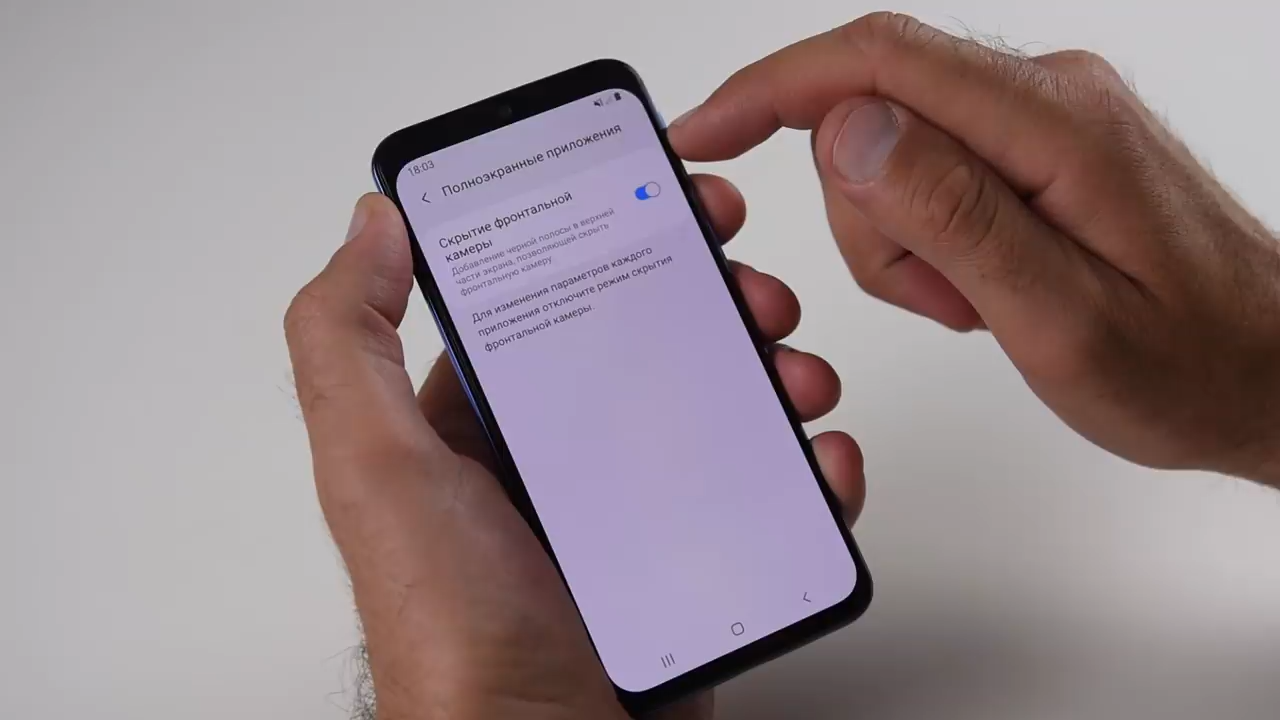 18:03
Полноэкранные приложения
Скрытие фронтальной
камеры
Добавление черной полосы в верхней
части экрана, позволяющей скрыть
фронтальную камеру
Для изменения параметров каждого
приложения отключите режим скрытия
фронтальной камеры.